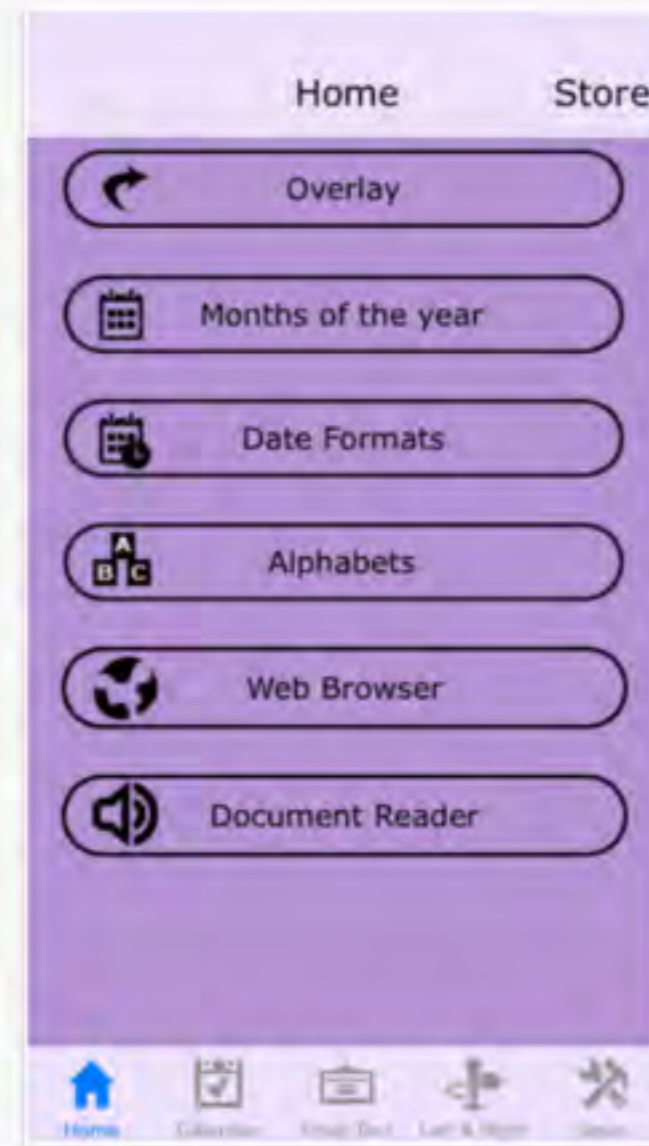 Home Store
Overlay
Months of the year
Date Formats
A
B C
Alphabets
Web Browser
Document Reader
Home